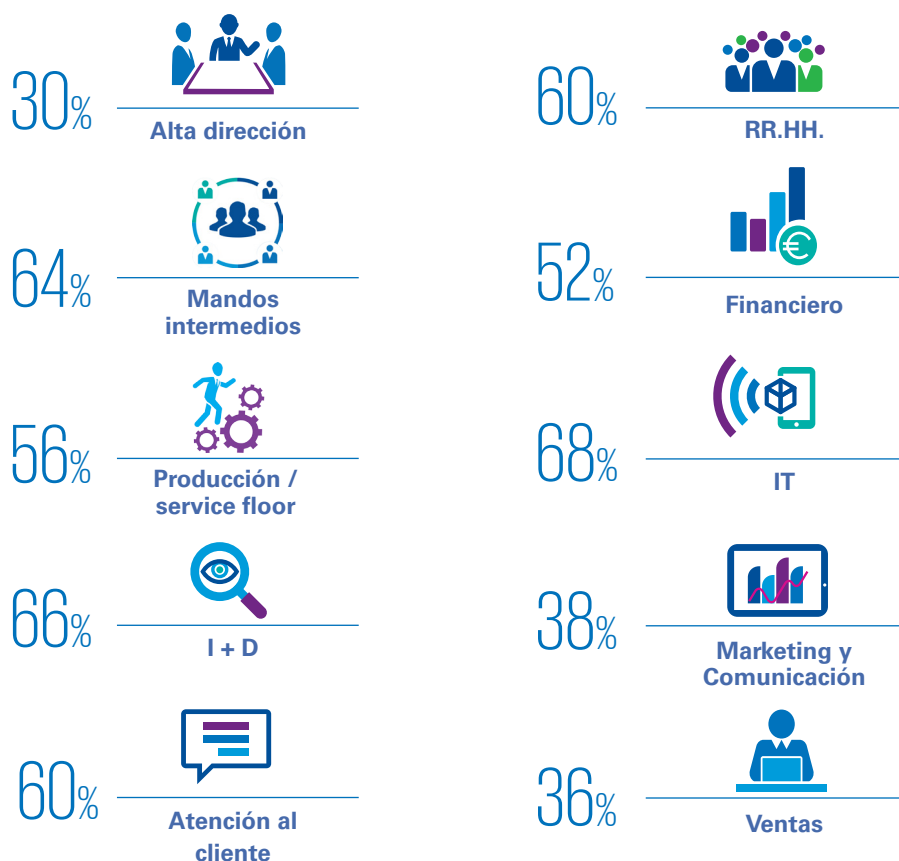 30%
Alta dirección
64%
Mandos
intermedios
56%
Producción /
service floor
66%
I + D
60%
Atención al
cliente
60%
RR.HH.
52%
€
Financiero
68%
IT
38%
Marketing y
Comunicación
36%
Ventas